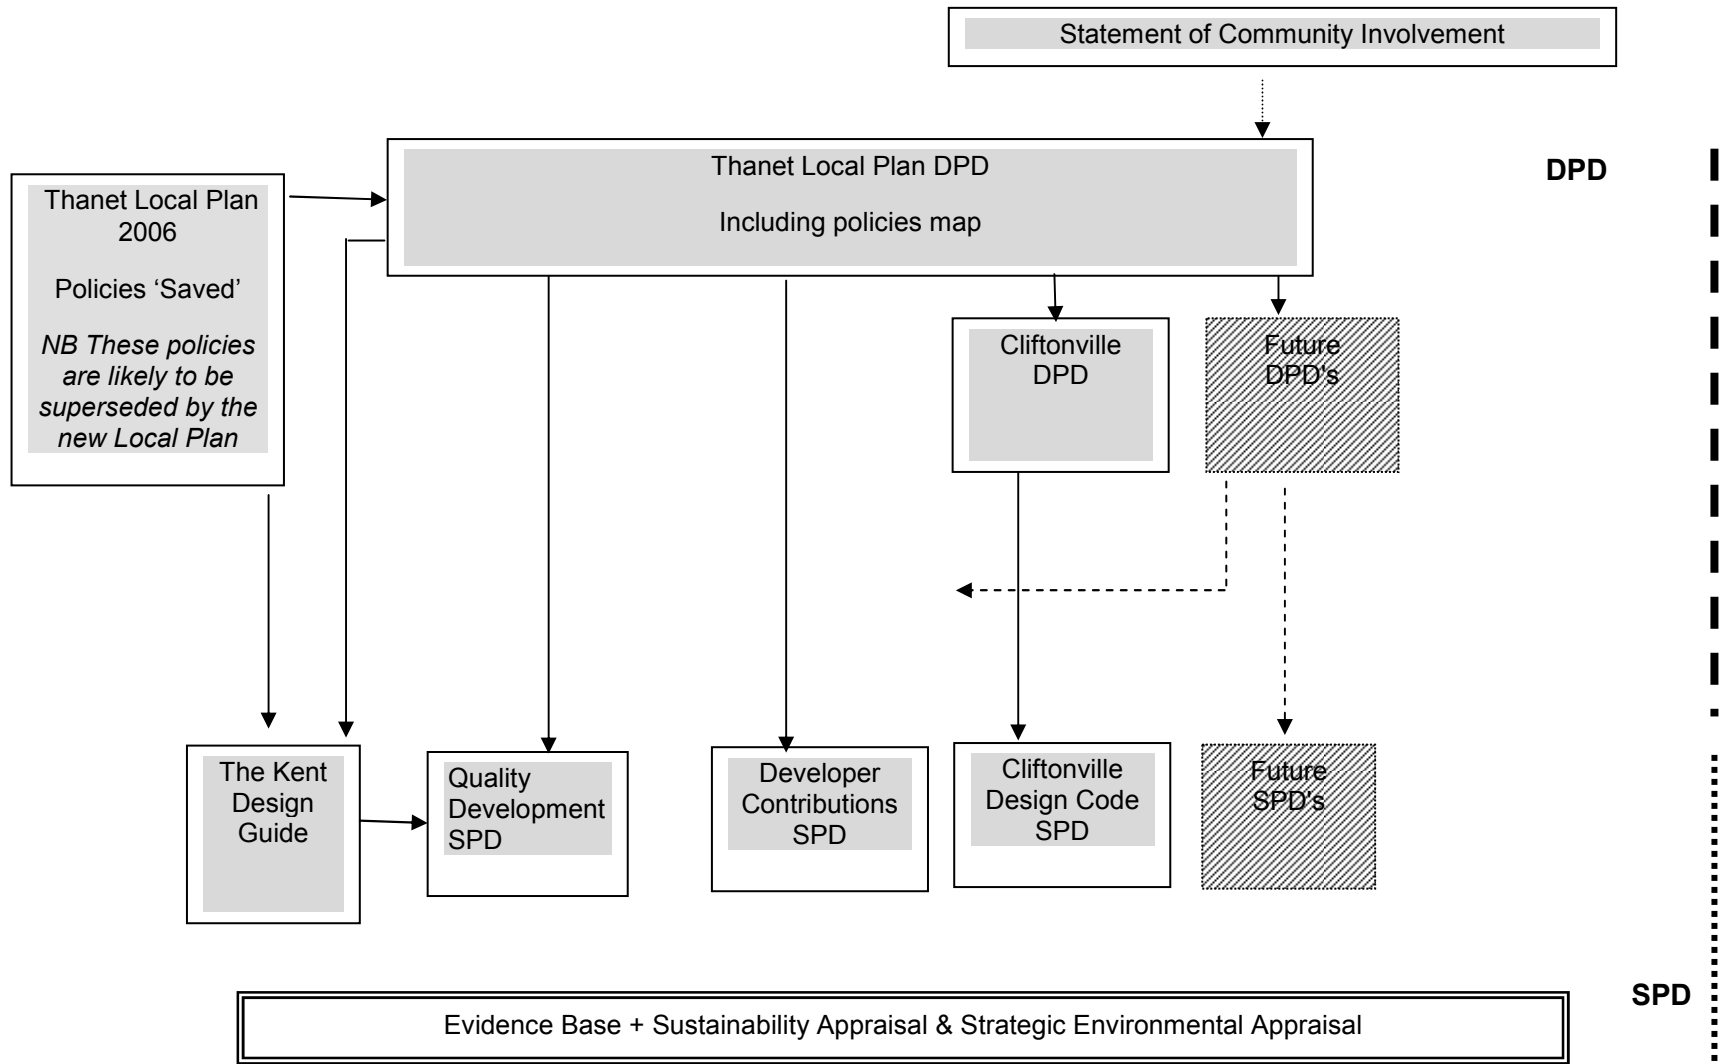 Statement of Community Involvement
Thanet Local Plan DPD
Including policies map
DPD
Thanet Local Plan
2006
Policies ‘Saved’
NB These policies
are likely to be
superseded by the
new Local Plan
Cliftonville
DPD
Future
DPD's
The Kent
Design
Guide
Quality
Development
SPD
Developer
Contributions
SPD
Cliftonville
Design Code
SPD
Future
SPD's
SPD
Evidence Base + Sustainability Appraisal & Strategic Environmental Appraisal